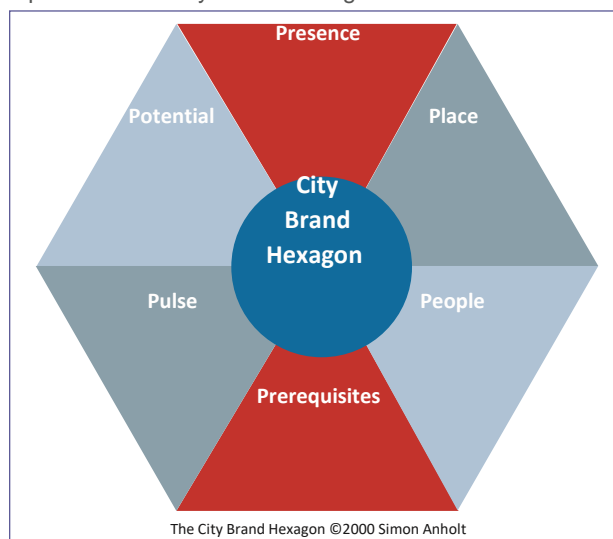 Presence
Potential
Place
City
Brand
Hexagon
Pulse
People
Prerequisites
The City Brand Hexagon ©2000 Simon Anholt